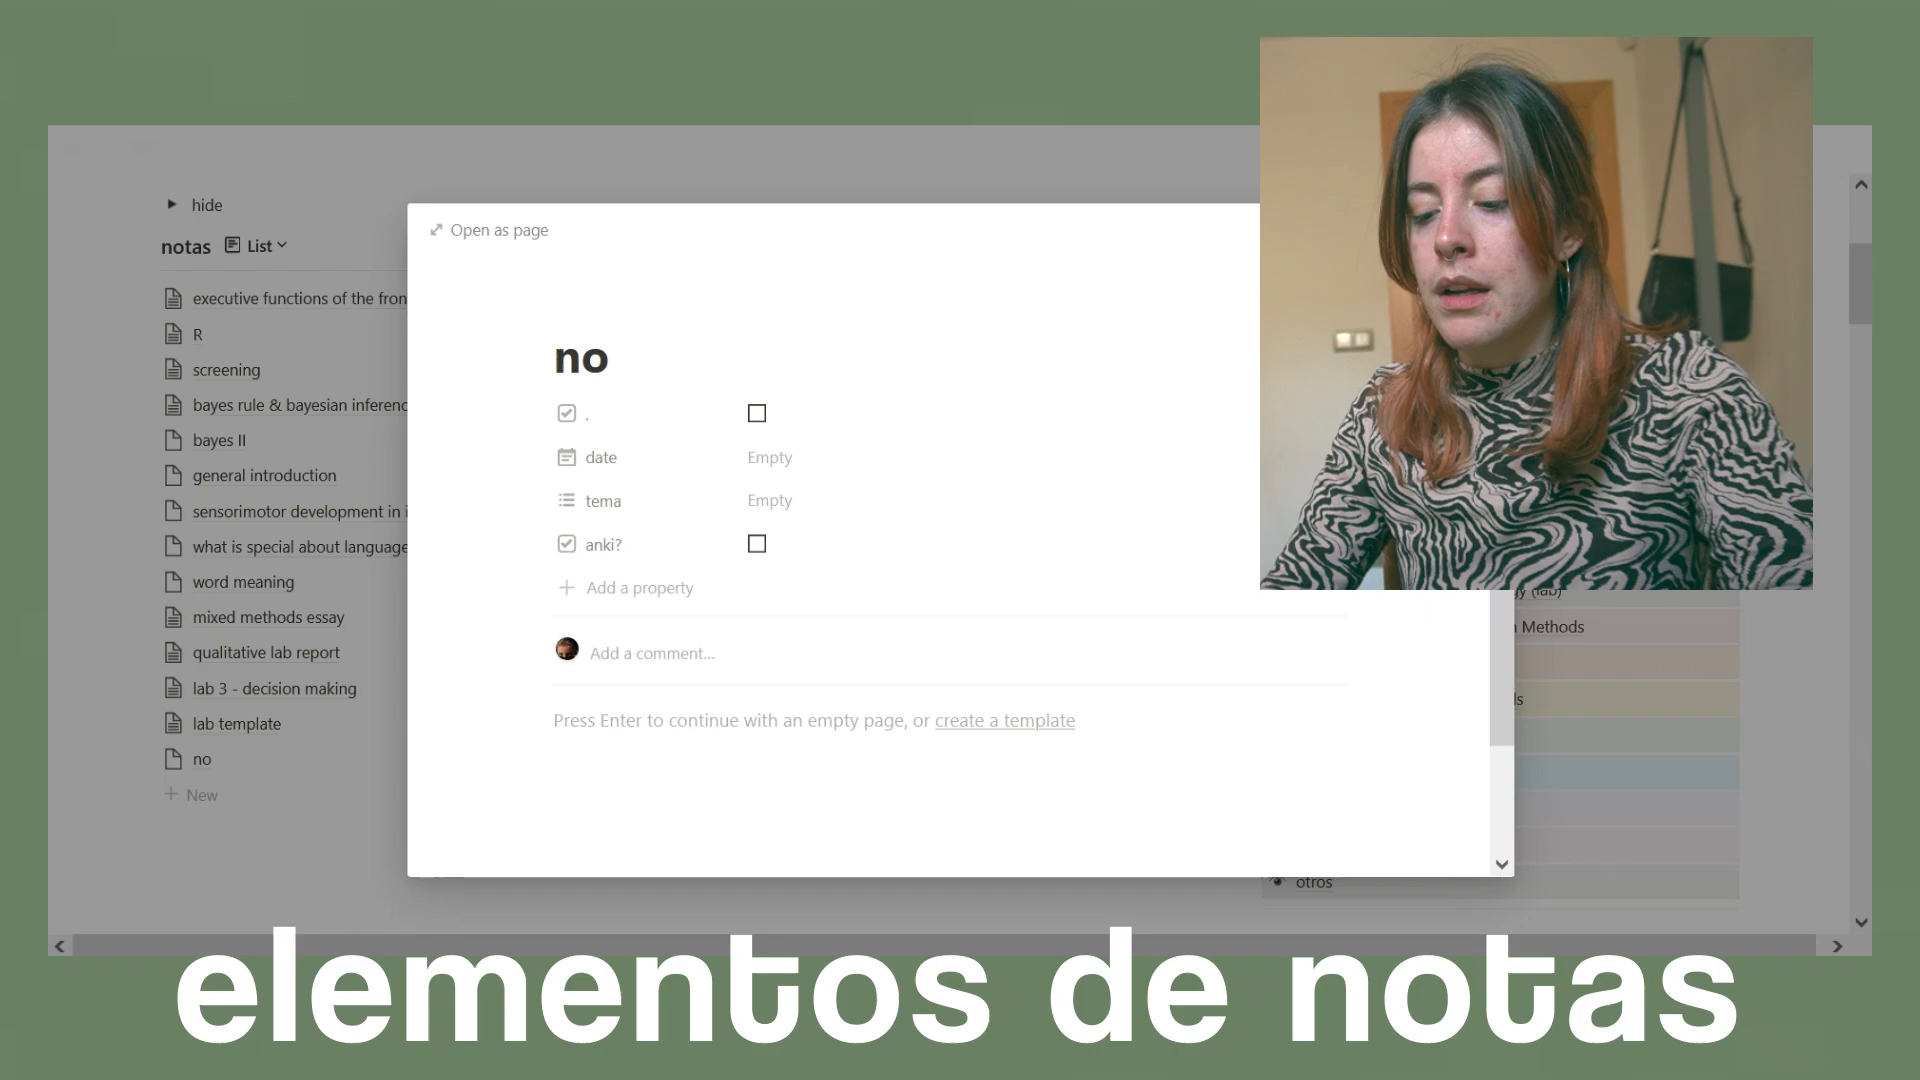 hide
notas List
executive functions of the fron
R
screening
bayes rule & bayesian inferenc
bayes II
general introduction
sensorimotor development in i
what is special about language
word meaning
mixed methods essay
qualitative lab report
lab 3 - decision making
lab template
no
New
Open as page
no
.
date Empty
tema Empty
anki?
Add a property
Add a comment...
Press Enter to continue with an empty page, or create a template
(lab)
Methods
ls
otros
elementos de notas